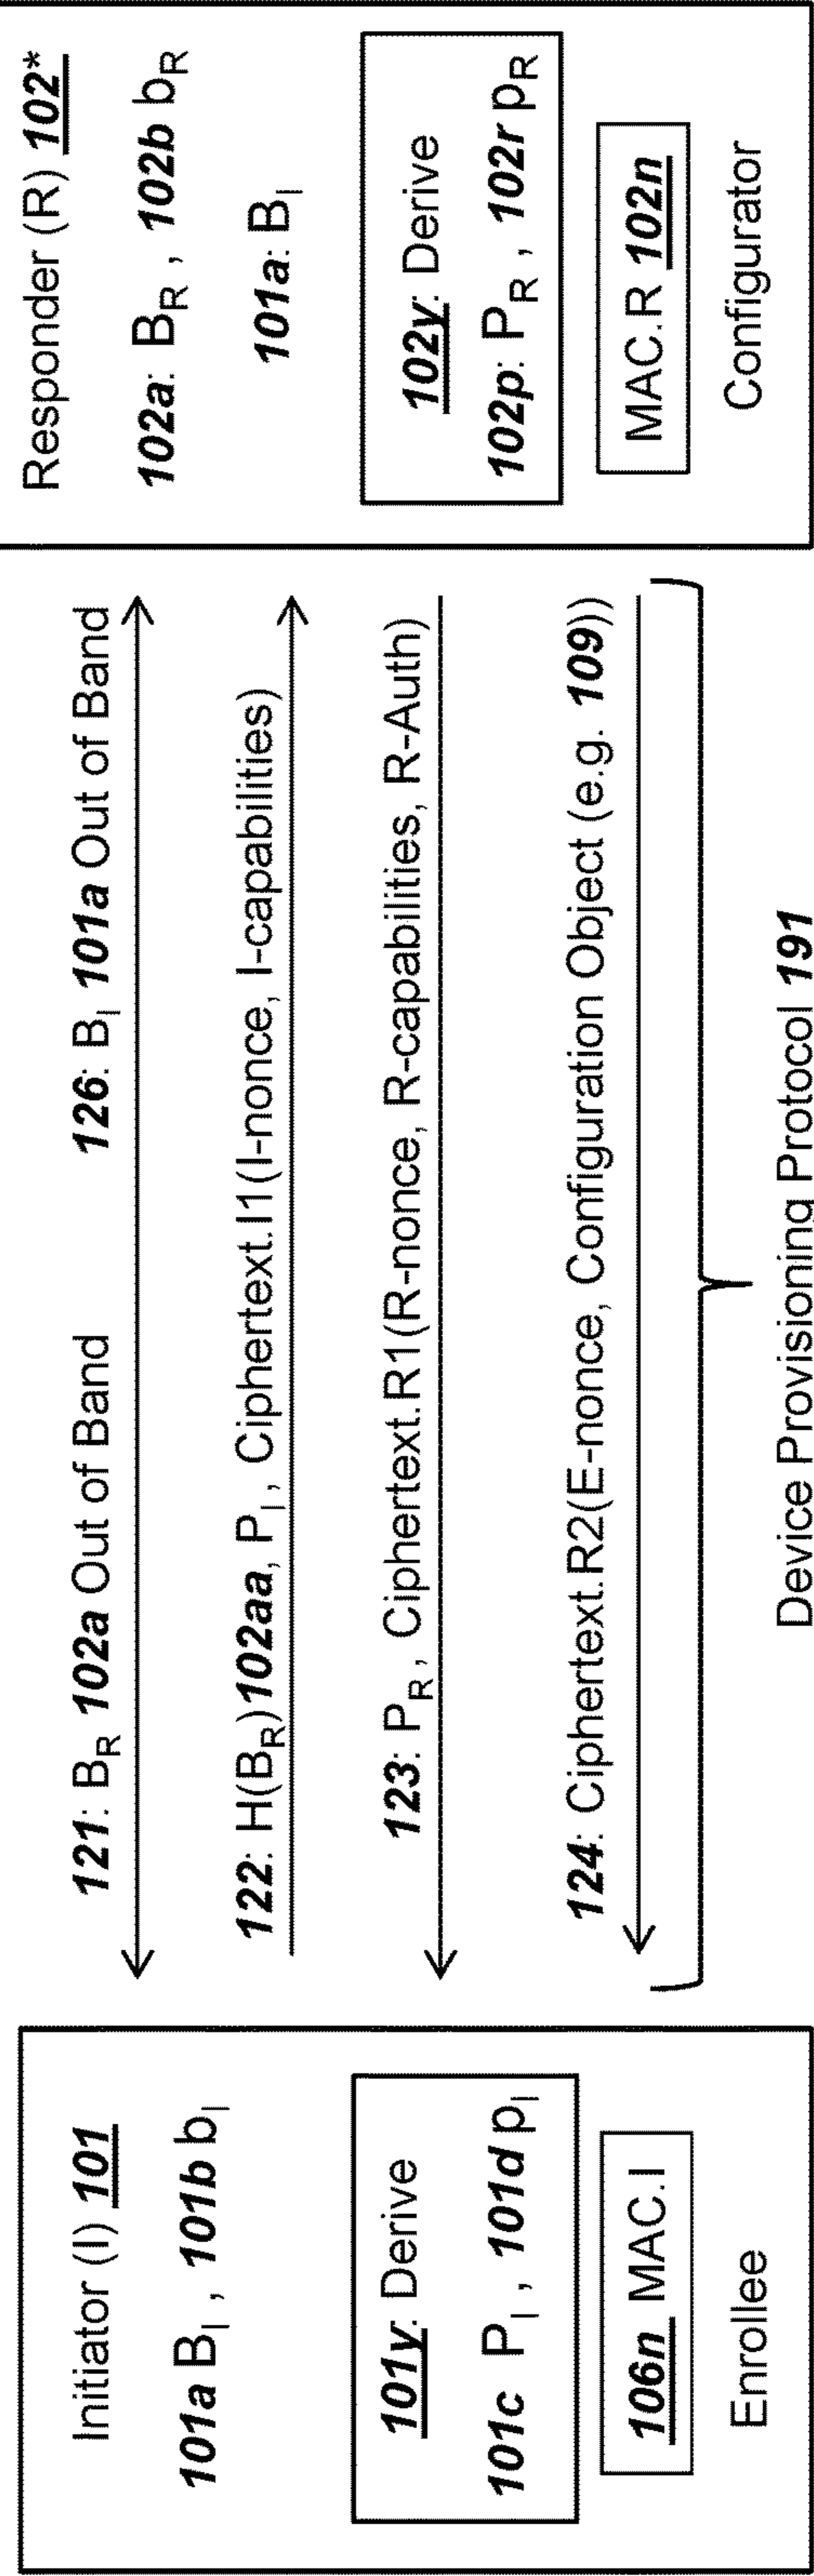 Initiator (I) 101
101a B_I , 101b b_I
101y: Derive
101c P_I , 101d p_I
106n MAC.I
Enrollee
121: B_R 102a Out of Band
126: B_I 101a Out of Band
122: H(B_R)102aa, P_I , Ciphertext.I1(I-nonce, I-capabilities)
123: P_R , Ciphertext.R1(R-nonce, R-capabilities, R-Auth)
124: Ciphertext.R2(E-nonce, Configuration Object (e.g. 109))
Device Provisioning Protocol 191
Responder (R) 102*
102a: B_R , 102b b_R
101a: B_I
102y: Derive
102p: P_R , 102r p_R
MAC.R 102n
Configurator